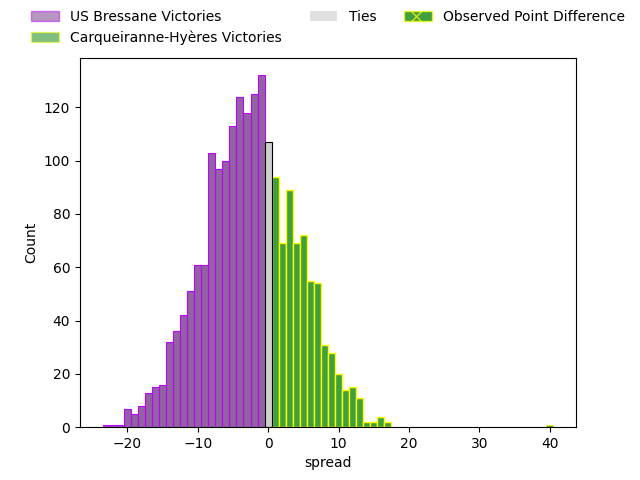 US Bressane Victories
Carqueiranne-Hyères Victories
Ties
Observed Point Difference
Count
120
100
80
60
40
20
0
−20
−10
0
10
20
30
40
spread